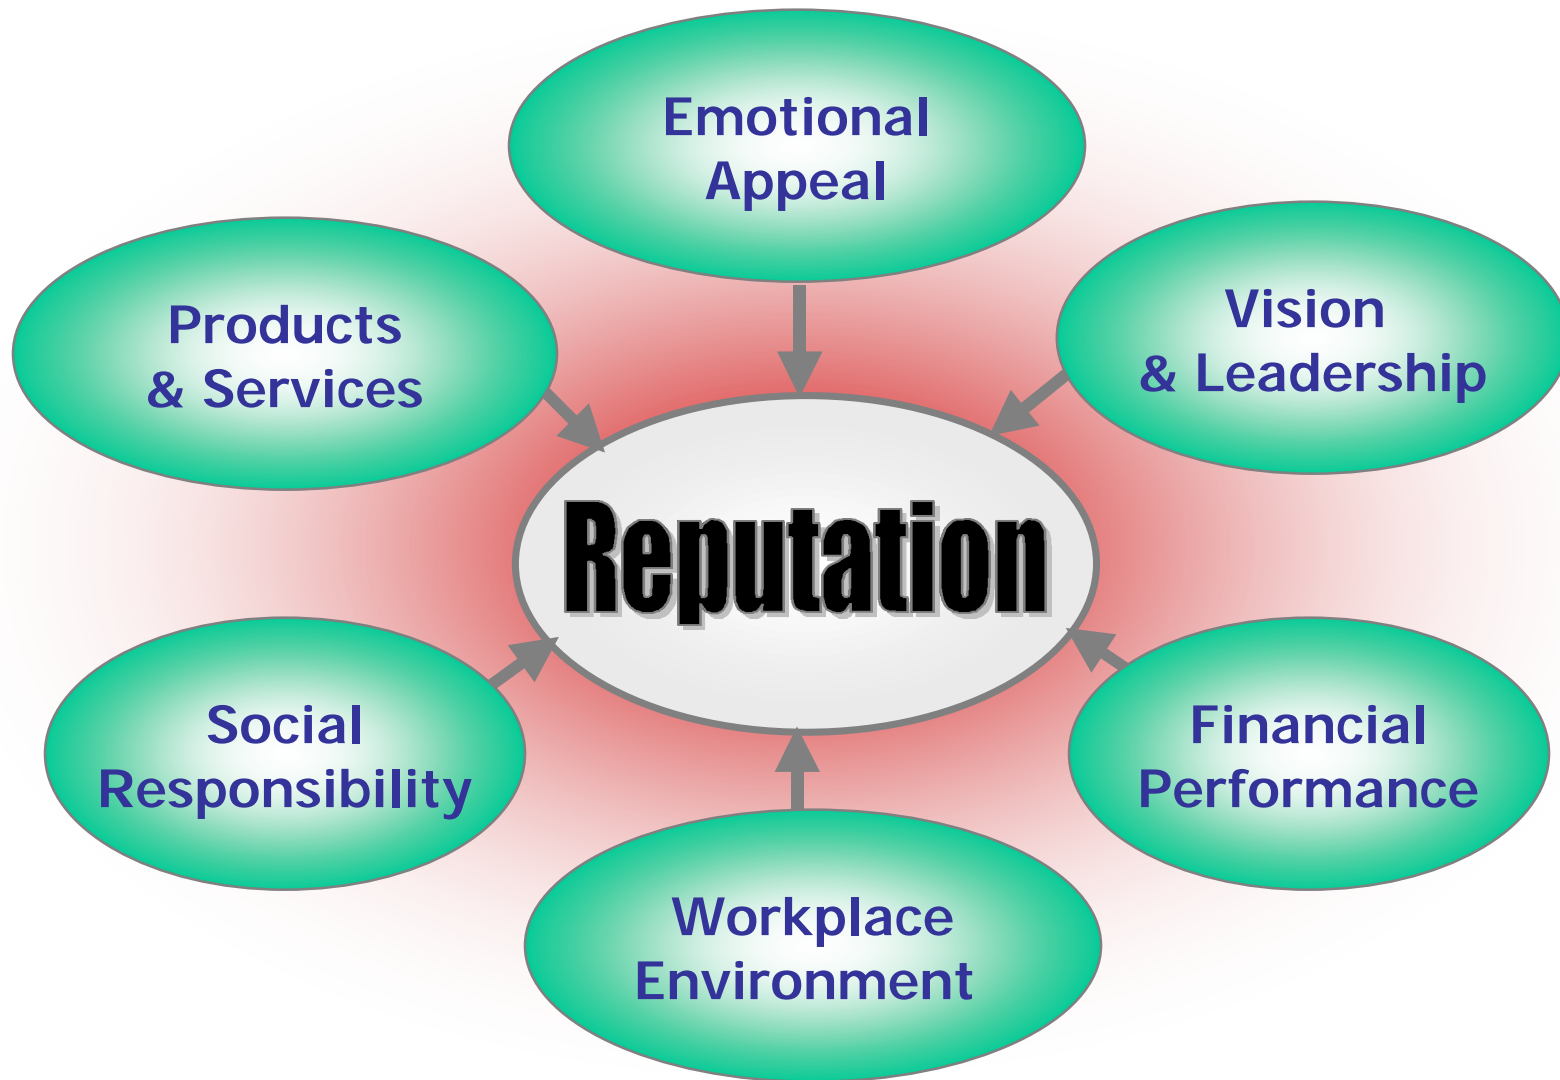 Emotional
Appeal
Products
& Services
Vision
& Leadership
Reputation
Social
Responsibility
Financial
Performance
Workplace
Environment